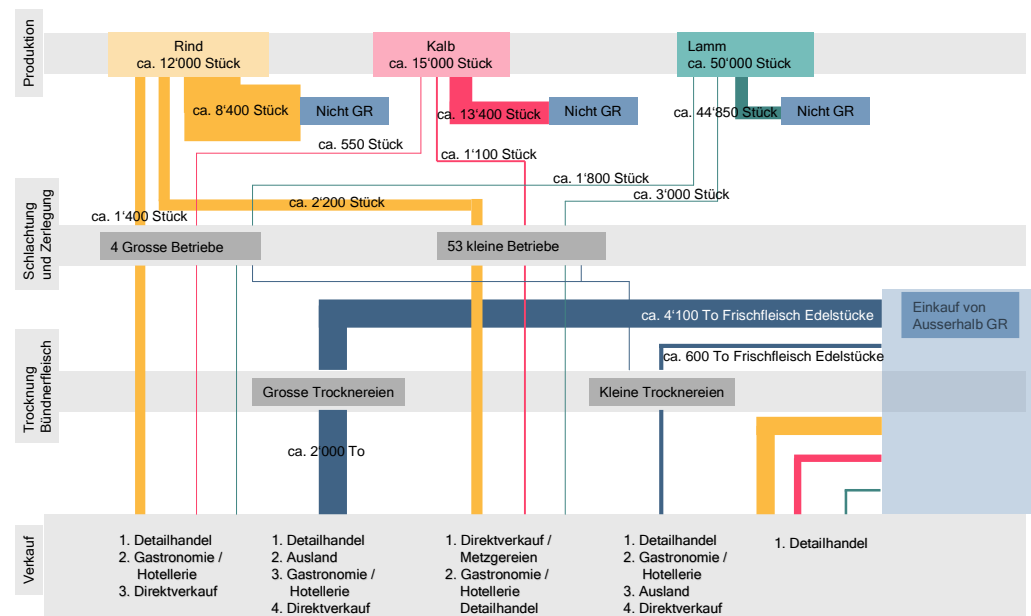 Produktion
Rind
ca. 12‘000 Stück
Kalb
ca. 15‘000 Stück
Lamm
ca. 50‘000 Stück
ca. 8‘400 Stück
Nicht GR
ca. 13‘400 Stück
Nicht GR
ca. 44‘850 Stück
Nicht GR
ca. 550 Stück
ca. 1‘100 Stück
ca. 1‘800 Stück
ca. 3‘000 Stück
ca. 2‘200 Stück
ca. 1‘400 Stück
Schlachtung
und Zerlegung
4 Grosse Betriebe
53 kleine Betriebe
Einkauf von
Ausserhalb GR
ca. 4‘100 To Frischfleisch Edelstücke
ca. 600 To Frischfleisch Edelstücke
Trocknung
Bündnerfleisch
Grosse Trocknereien
Kleine Trocknereien
ca. 2‘000 To
Verkauf
1. Detailhandel
2. Gastronomie /
Hotellerie
3. Direktverkauf
1. Detailhandel
2. Ausland
3. Gastronomie /
Hotellerie
4. Direktverkauf
1. Direktverkauf /
Metzgereien
2. Gastronomie /
Hotellerie
Detailhandel
1. Detailhandel
2. Gastronomie /
Hotellerie
3. Ausland
4. Direktverkauf
1. Detailhandel